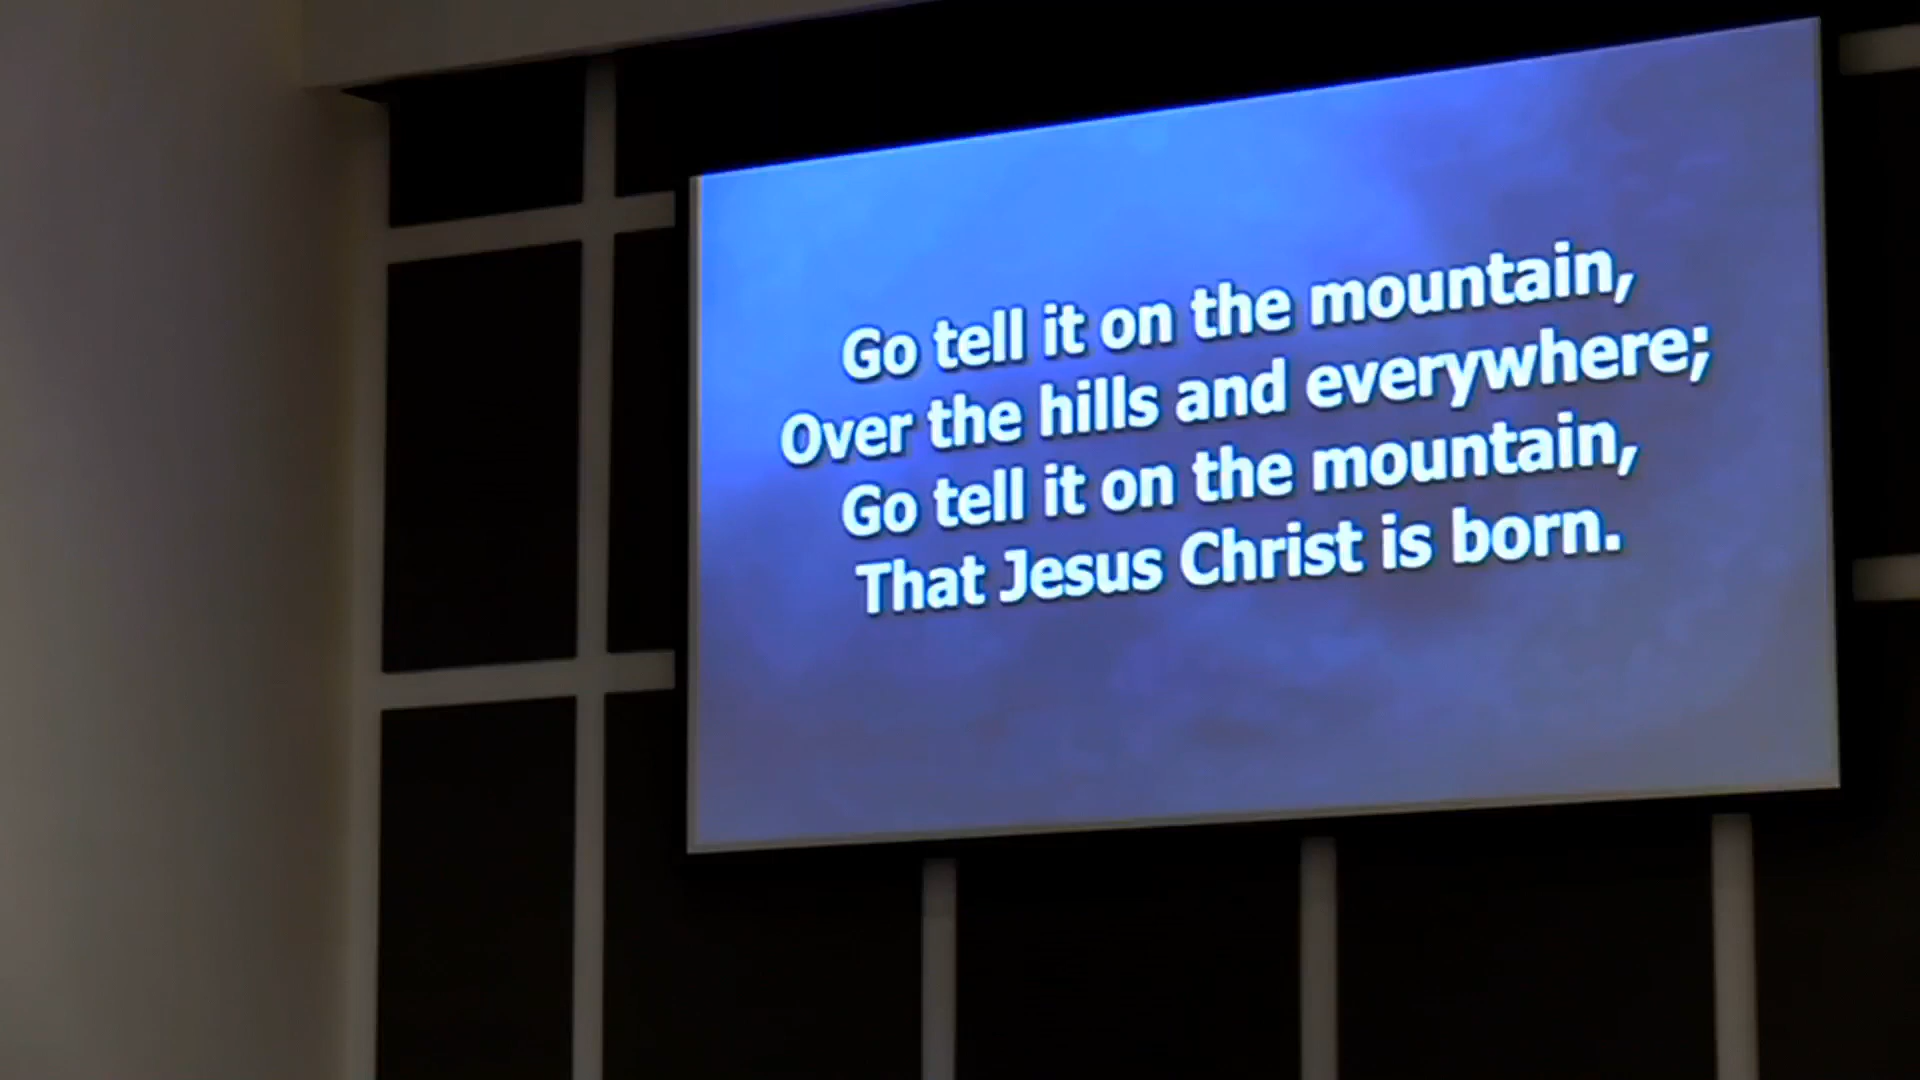 Go tell it on the mountain,
Over the hills and everywhere;
Go tell it on the mountain,
That Jesus Christ is born.